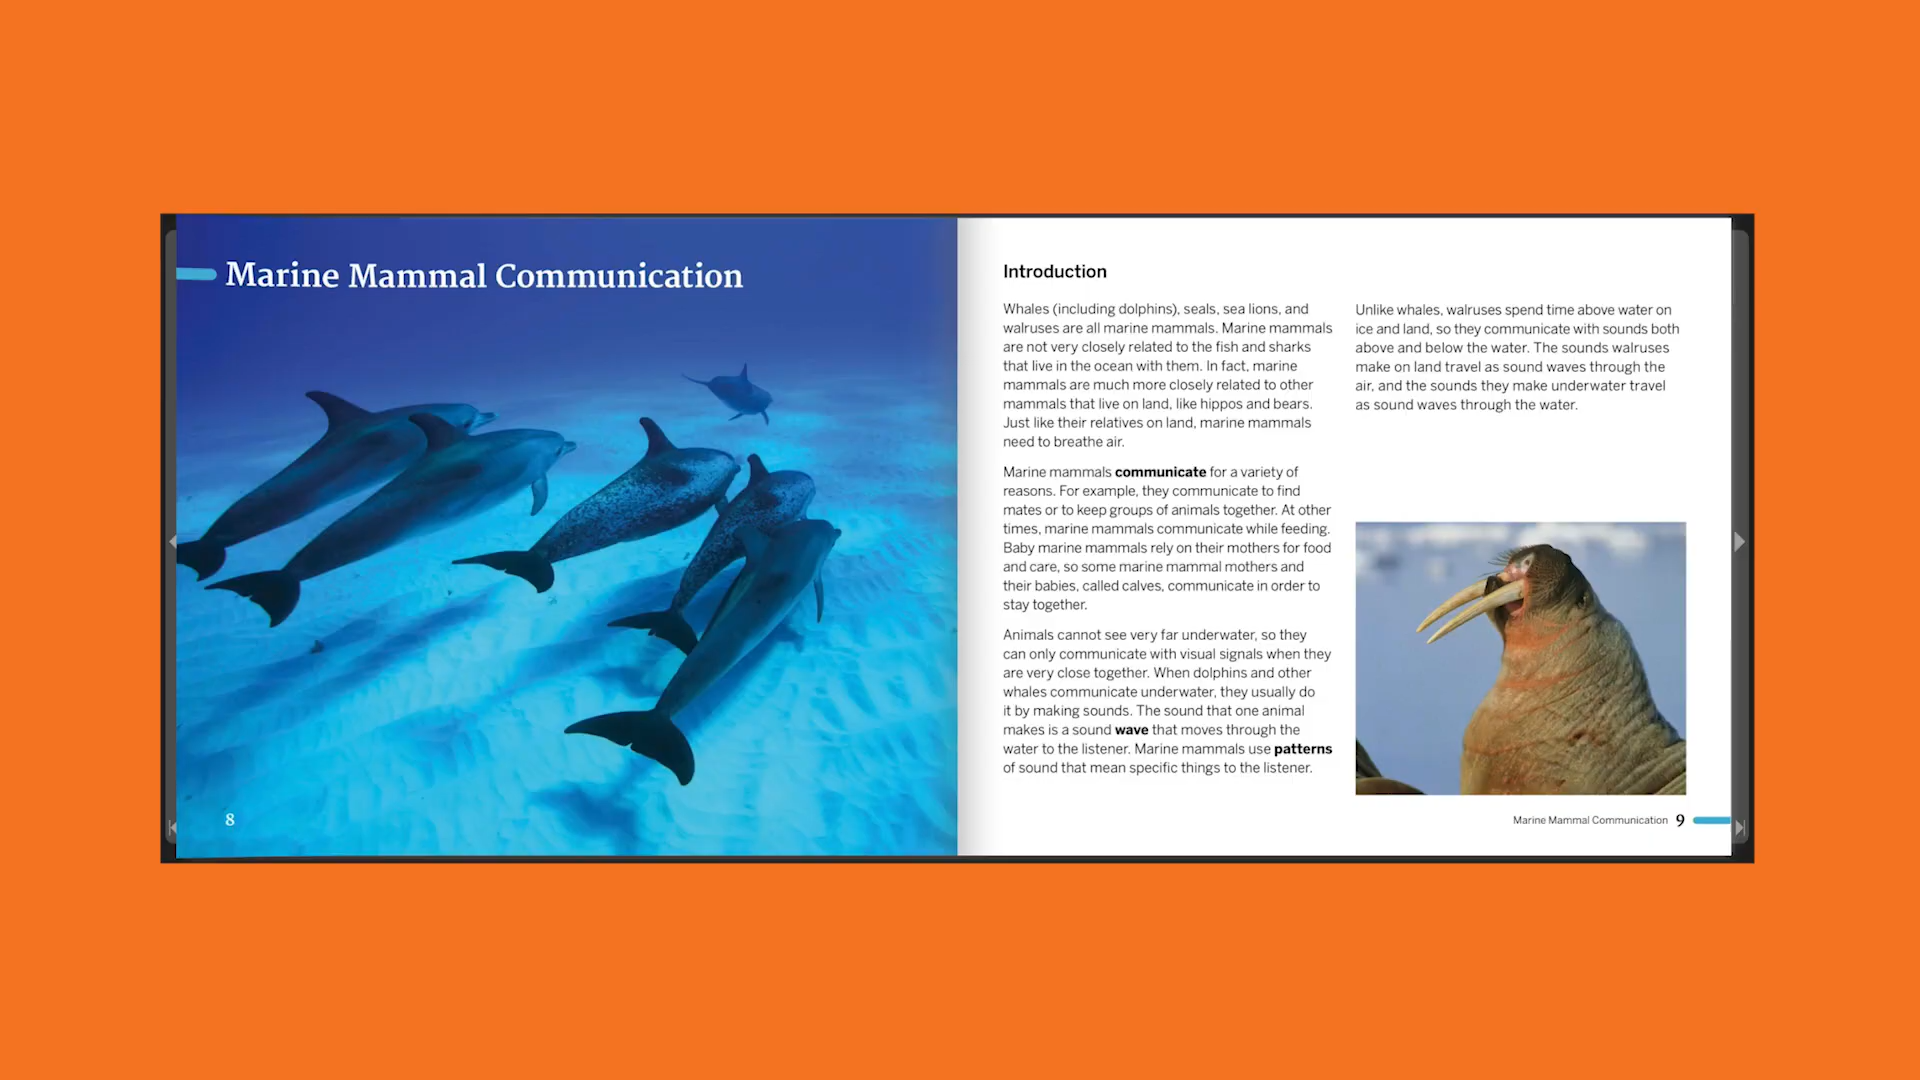 Marine Mammal Communication
8
Introduction
Whales (including dolphins), seals, sea lions, and
walruses are all marine mammals. Marine mammals
are not very closely related to the fish and sharks
that live in the ocean with them. In fact, marine
mammals are much more closely related to other
mammals that live on land, like hippos and bears.
Just like their relatives on land, marine mammals
need to breathe air.
Marine mammals communicate for a variety of
reasons. For example, they communicate to find
mates or to keep groups of animals together. At other
times, marine mammals communicate while feeding.
Baby marine mammals rely on their mothers for food
and care, so some marine mammal mothers and
their babies, called calves, communicate in order to
stay together.
Animals cannot see very far underwater, so they
can only communicate with visual signals when they
are very close together. When dolphins and other
whales communicate underwater, they usually do
it by making sounds. The sound that one animal
makes is a sound wave that moves through the
water to the listener. Marine mammals use patterns
of sound that mean specific things to the listener.
Unlike whales, walruses spend time above water on
ice and land, so they communicate with sounds both
above and below the water. The sounds walruses
make on land travel as sound waves through the
air, and the sounds they make underwater travel
as sound waves through the water.
Marine Mammal Communication 9